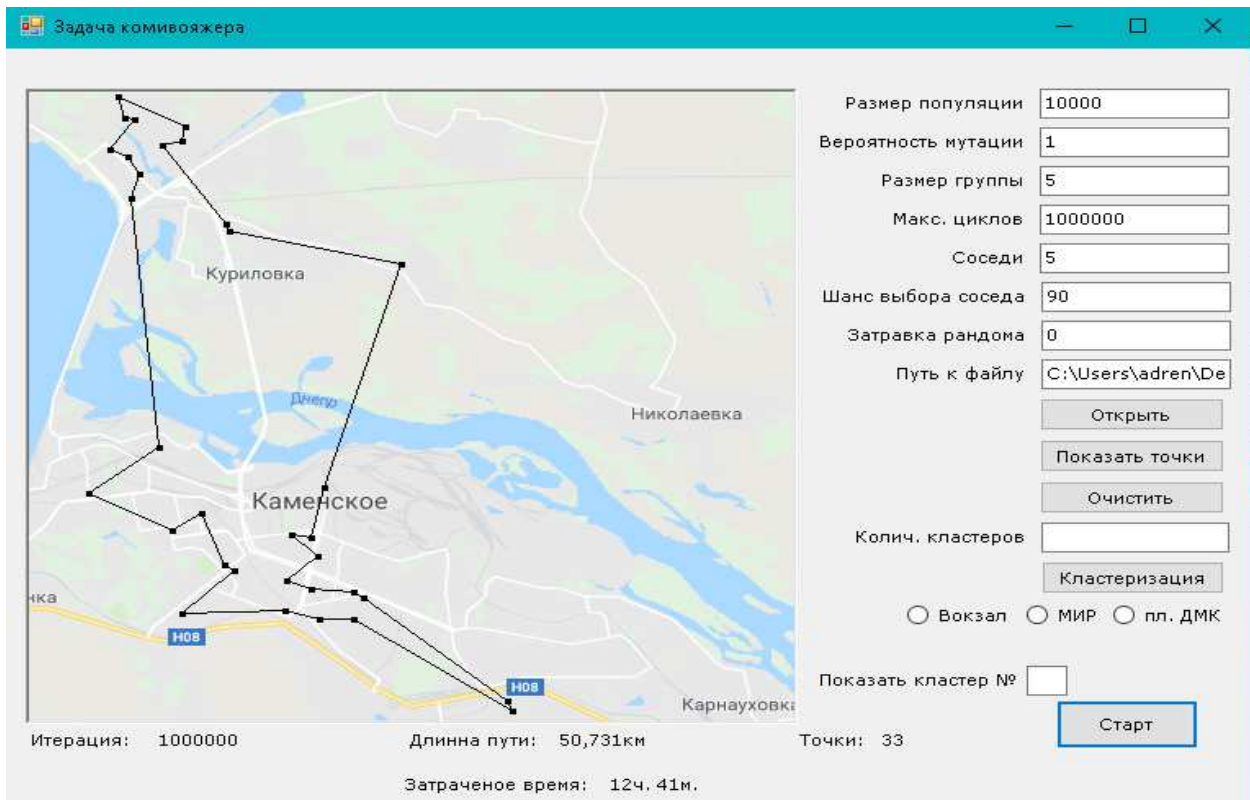 Задача комивояжера
Размер популяции 10000
Вероятность мутации 1
Размер группы 5
Макс. циклов 1000000
Соседи 5
Шанс выбора соседа 90
Затравка рандома 0
Путь к файлу C:\Users\adren\De
Открыть
Показать точки
Очистить
Колич. кластеров
Кластеризация
Вокзал МИР пл. ДМК
Показать кластер №
Старт
Куриловка
Днепр
Николаевка
Каменское
нка
H08
H08
Карнауховка
Итерация: 1000000 Длинна пути: 50,731км Точки: 33
Затраченое время: 12ч. 41м.